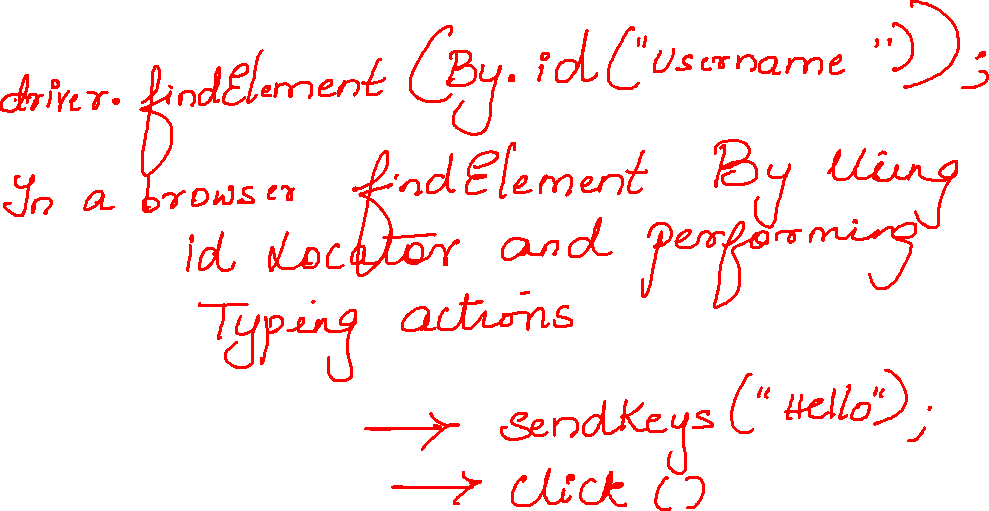 driver. findElement (By. id ("Username "));
In a browser findElement By Using
id Locator and performing
Typing actions
→ sendkeys ("Hello");
→ click ()